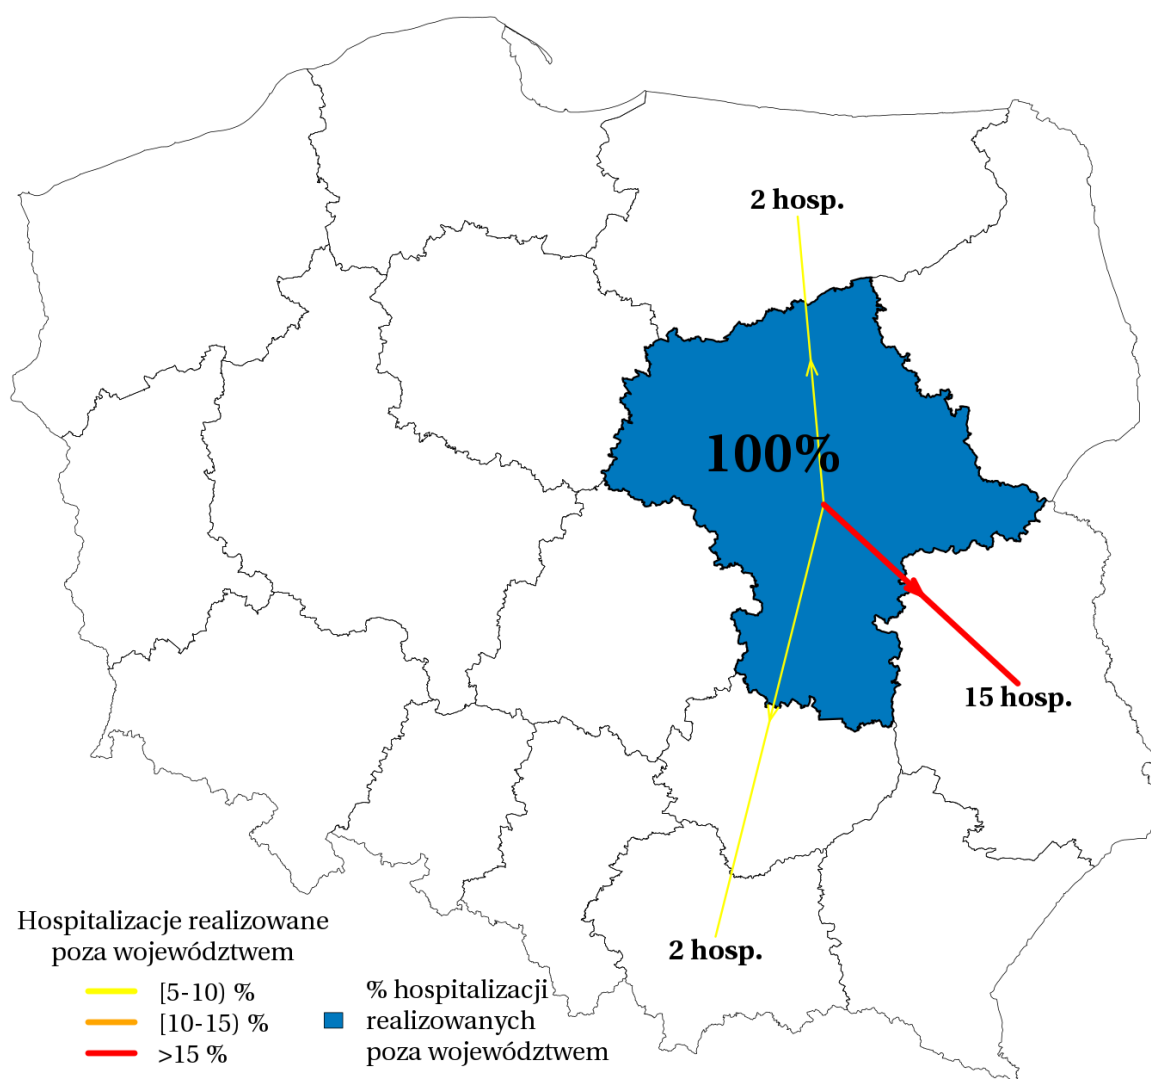 2 hosp.
100%
15 hosp.
2 hosp.
Hospitalizacje realizowane
poza województwem
[5-10) %
[10-15) %
>15 %
% hospitalizacji
realizowanych
poza województwem